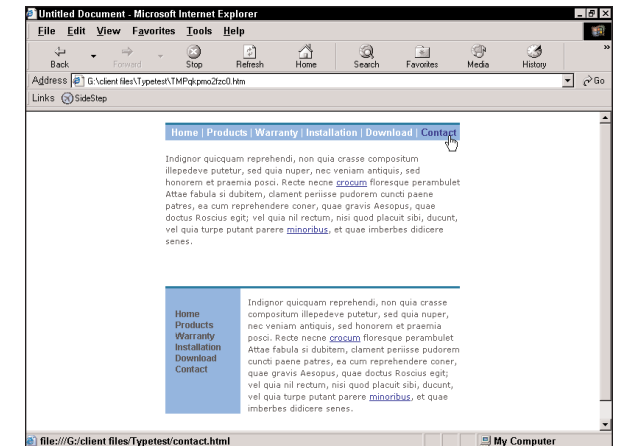 Untitled Document - Microsoft Internet Explorer
File Edit View Favorites Tools Help
Back Forward Stop Refresh Home Search Favorites Media History »
Address G:\client files\Typetest\TMPqkpmo2fzc0.htm Go
Links SideStep
Home | Products | Warranty | Installation | Download | Contact
Indignor quicquam reprehendi, non quia crasse compositum
illepedeve putetur, sed quia nuper, nec veniam antiquis, sed
honorem et praemia posci. Recte necne crocum floresque perambulet
Attae fabula si dubitem, clament periisse pudorem cuncti paene
patres, ea cum reprehendere coner, quae gravis Aesopus, quae
doctus Roscius egit; vel quia nil rectum, nisi quod placuit sibi, ducunt,
vel quia turpe putant parere minoribus, et quae imberbes didicere
senes.
Home
Products
Warranty
Installation
Download
Contact
Indignor quicquam reprehendi, non quia crasse
compositum illepedeve putetur, sed quia nuper,
nec veniam antiquis, sed honorem et praemia
posci. Recte necne crocum floresque perambulet
Attae fabula si dubitem, clament periisse pudorem
cuncti paene patres, ea cum reprehendere coner,
quae gravis Aesopus, quae doctus Roscius egit;
vel quia nil rectum, nisi quod placuit sibi, ducunt,
vel quia turpe putant parere minoribus, et quae
imberbes didicere senes.
file:///G:/client files/Typetest/contact.html My Computer